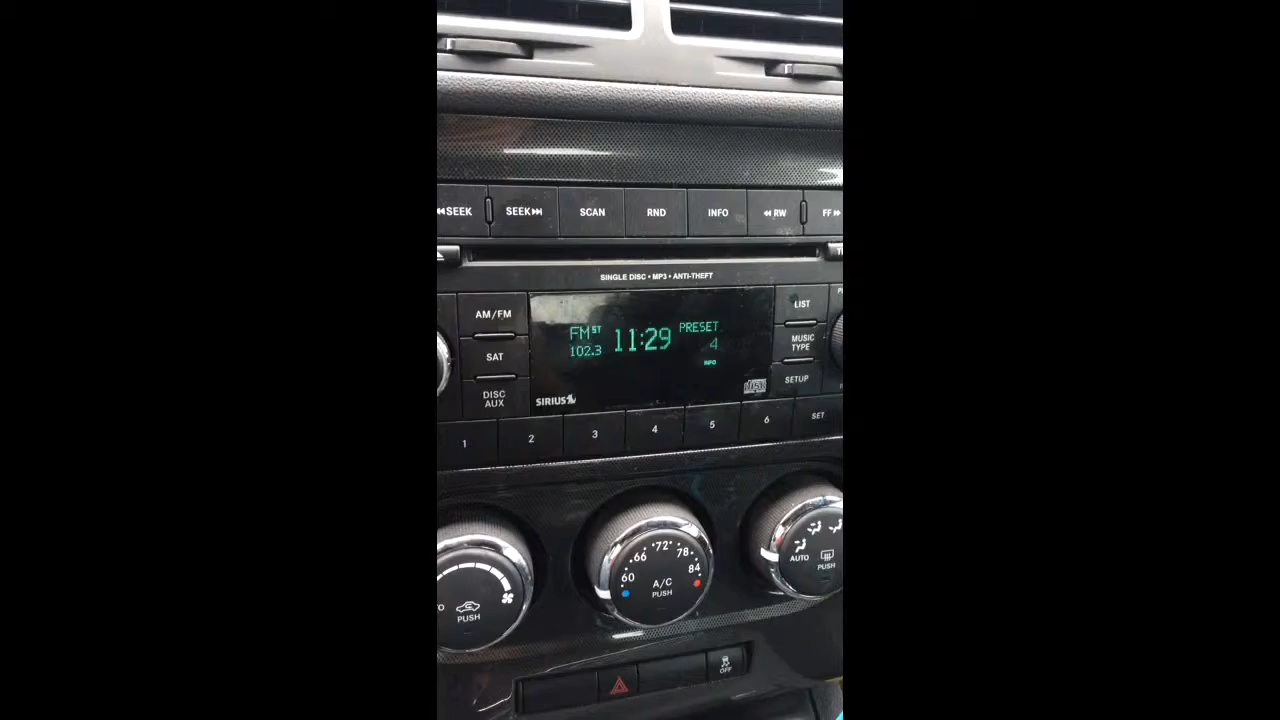 SEEK SEEK SCAN RND INFO RW FF
SINGLE DISC • MP3 • ANTI-THEFT
AM/FM
SAT
DISC
AUX
FM ST 11:29 PRESET
102.3 4
INFO
SIRIUS
LIST
MUSIC
TYPE
SETUP
1 2 3 4 5 6 SET
PUSH
60 66 72 78 84
A/C
PUSH
AUTO
PUSH
OFF